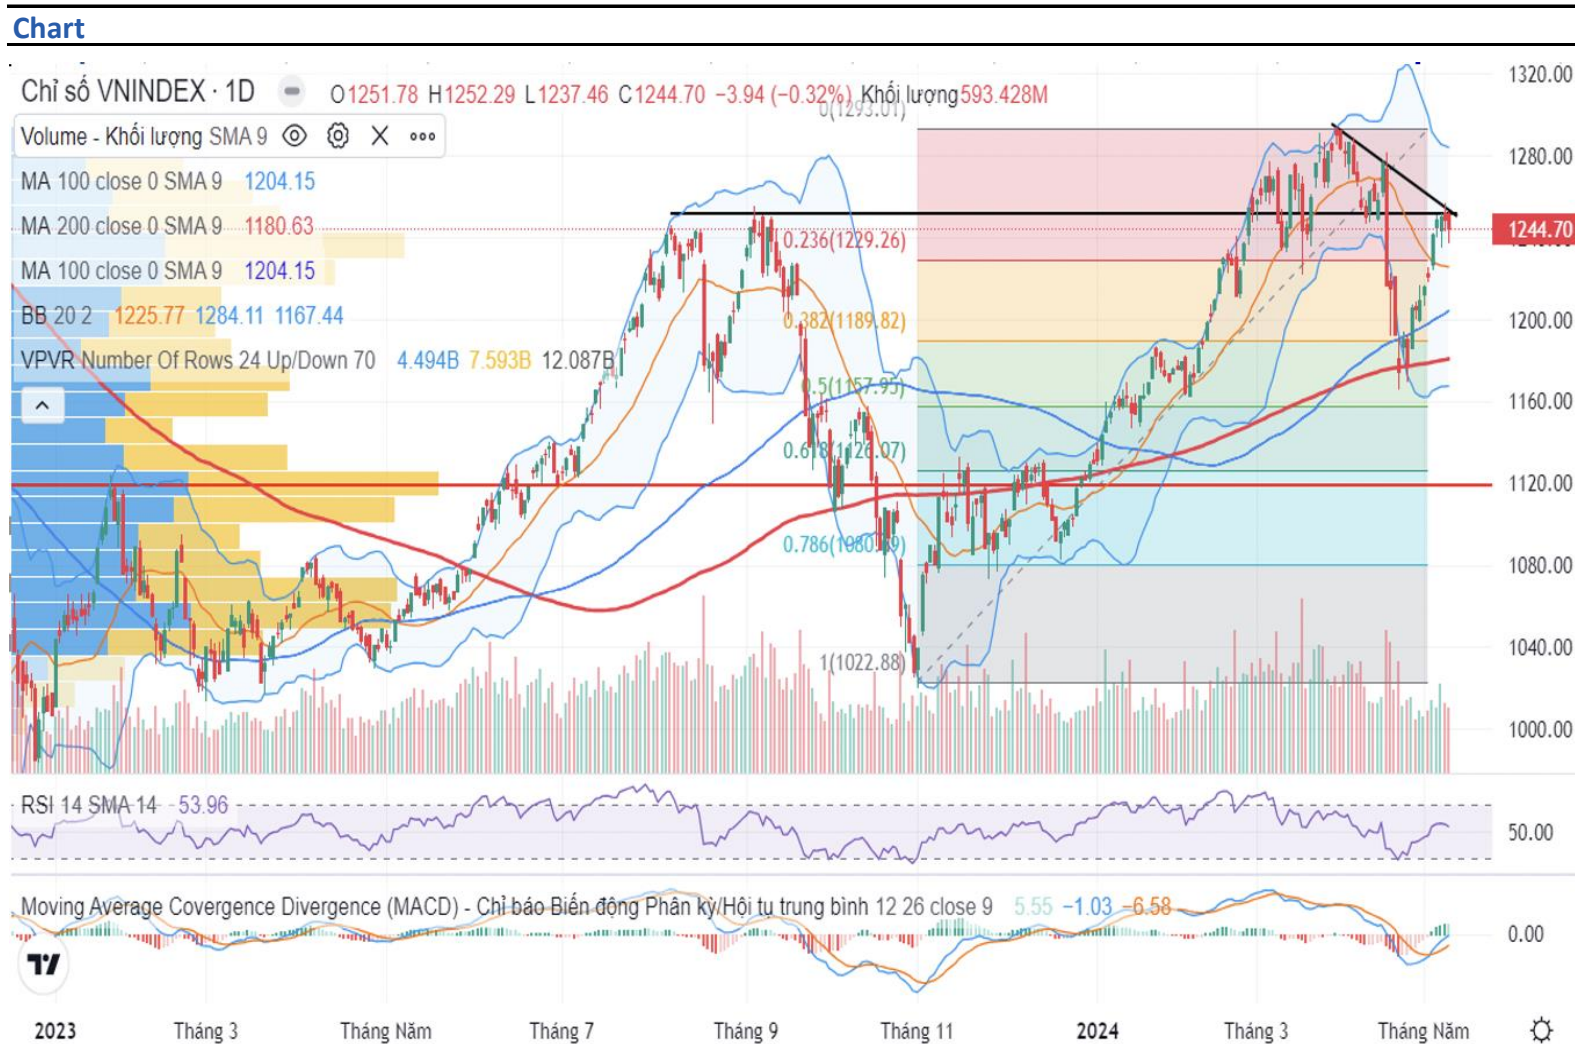 Chart
Chỉ số VNINDEX · 1D O1251.78 H1252.29 L1237.46 C1244.70 −3.94 (−0.32%) Khối lượng593.428M
Volume - Khối lượng SMA 9
MA 100 close 0 SMA 9 1204.15
MA 200 close 0 SMA 9 1180.63
MA 100 close 0 SMA 9 1204.15
BB 20 2 1225.77 1284.11 1167.44
VPVR Number Of Rows 24 Up/Down 70 4.494B 7.593B 12.087B
0(1293.01)
0.236(1229.26)
0.382(1189.82)
0.5(1157.95)
0.618(1126.07)
1(1022.88)
1320.00
1280.00
1244.70
1200.00
1160.00
1120.00
1080.00
1040.00
1000.00
RSI 14 SMA 14 53.96
50.00
Moving Average Covergence Divergence (MACD) - Chỉ báo Biến động Phân kỳ/Hội tụ trung bình 12 26 close 9 5.55 −1.03 −6.58
0.00
2023 Tháng 3 Tháng Năm Tháng 7 Tháng 9 Tháng 11 2024 Tháng 3 Tháng Năm